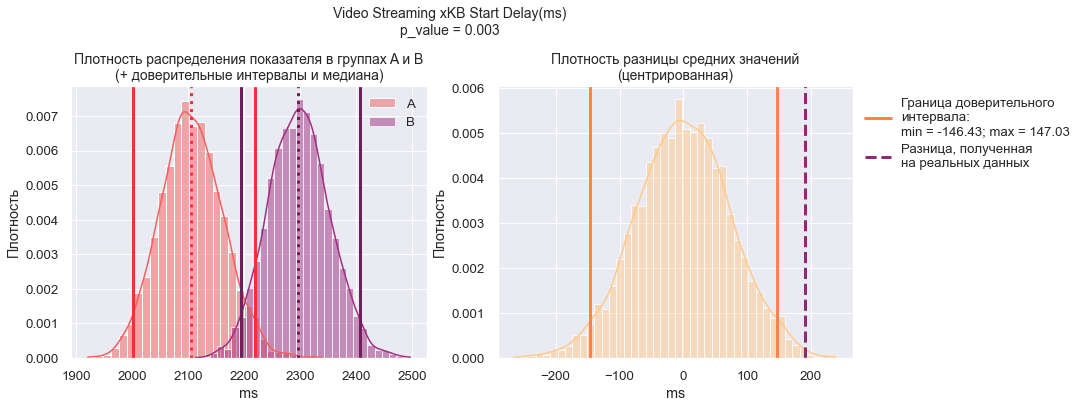 Video Streaming xKB Start Delay(ms)
p_value = 0.003
Плотность распределения показателя в группах A и B
(+ доверительные интервалы и медиана)
Плотность
0.007
0.006
0.005
0.004
0.003
0.002
0.001
0.000
1900 2000 2100 2200 2300 2400 2500
ms
A
B
Плотность разницы средних значений
(центрированная)
Плотность
0.006
0.005
0.004
0.003
0.002
0.001
0.000
−200 −100 0 100 200
ms
Граница доверительного
интервала:
min = -146.43; max = 147.03
Разница, полученная
на реальных данных